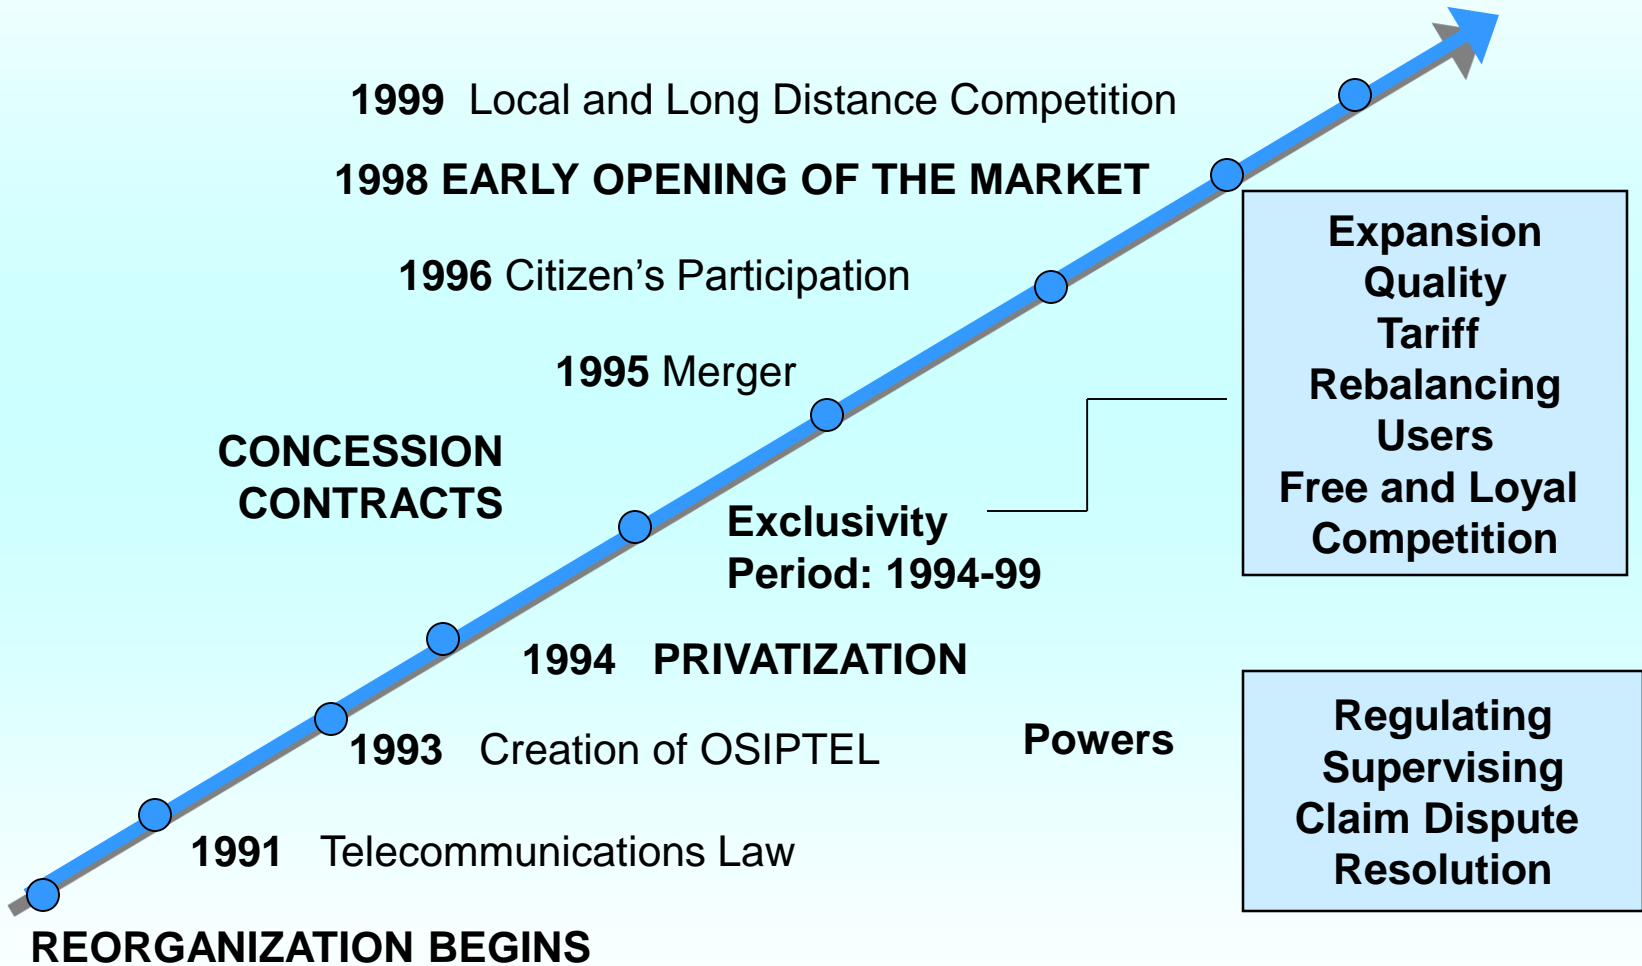 1999 Local and Long Distance Competition
1998 EARLY OPENING OF THE MARKET
1996 Citizen’s Participation
1995 Merger
CONCESSION
CONTRACTS
Exclusivity
Period: 1994-99
Expansion
Quality
Tariff
Rebalancing
Users
Free and Loyal
Competition
1994 PRIVATIZATION
1993 Creation of OSIPTEL
Powers
Regulating
Supervising
Claim Dispute
Resolution
1991 Telecommunications Law
REORGANIZATION BEGINS